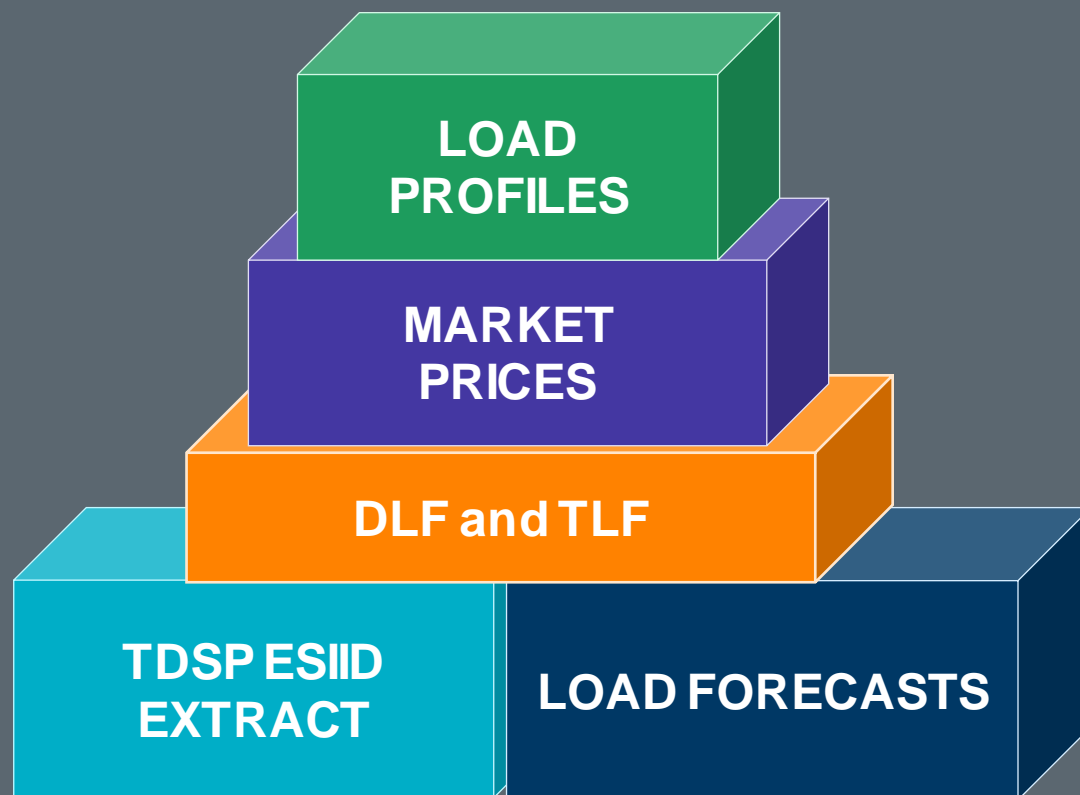 LOAD
PROFILES
MARKET
PRICES
DLF and TLF
TDSP ESIID
EXTRACT
LOAD FORECASTS